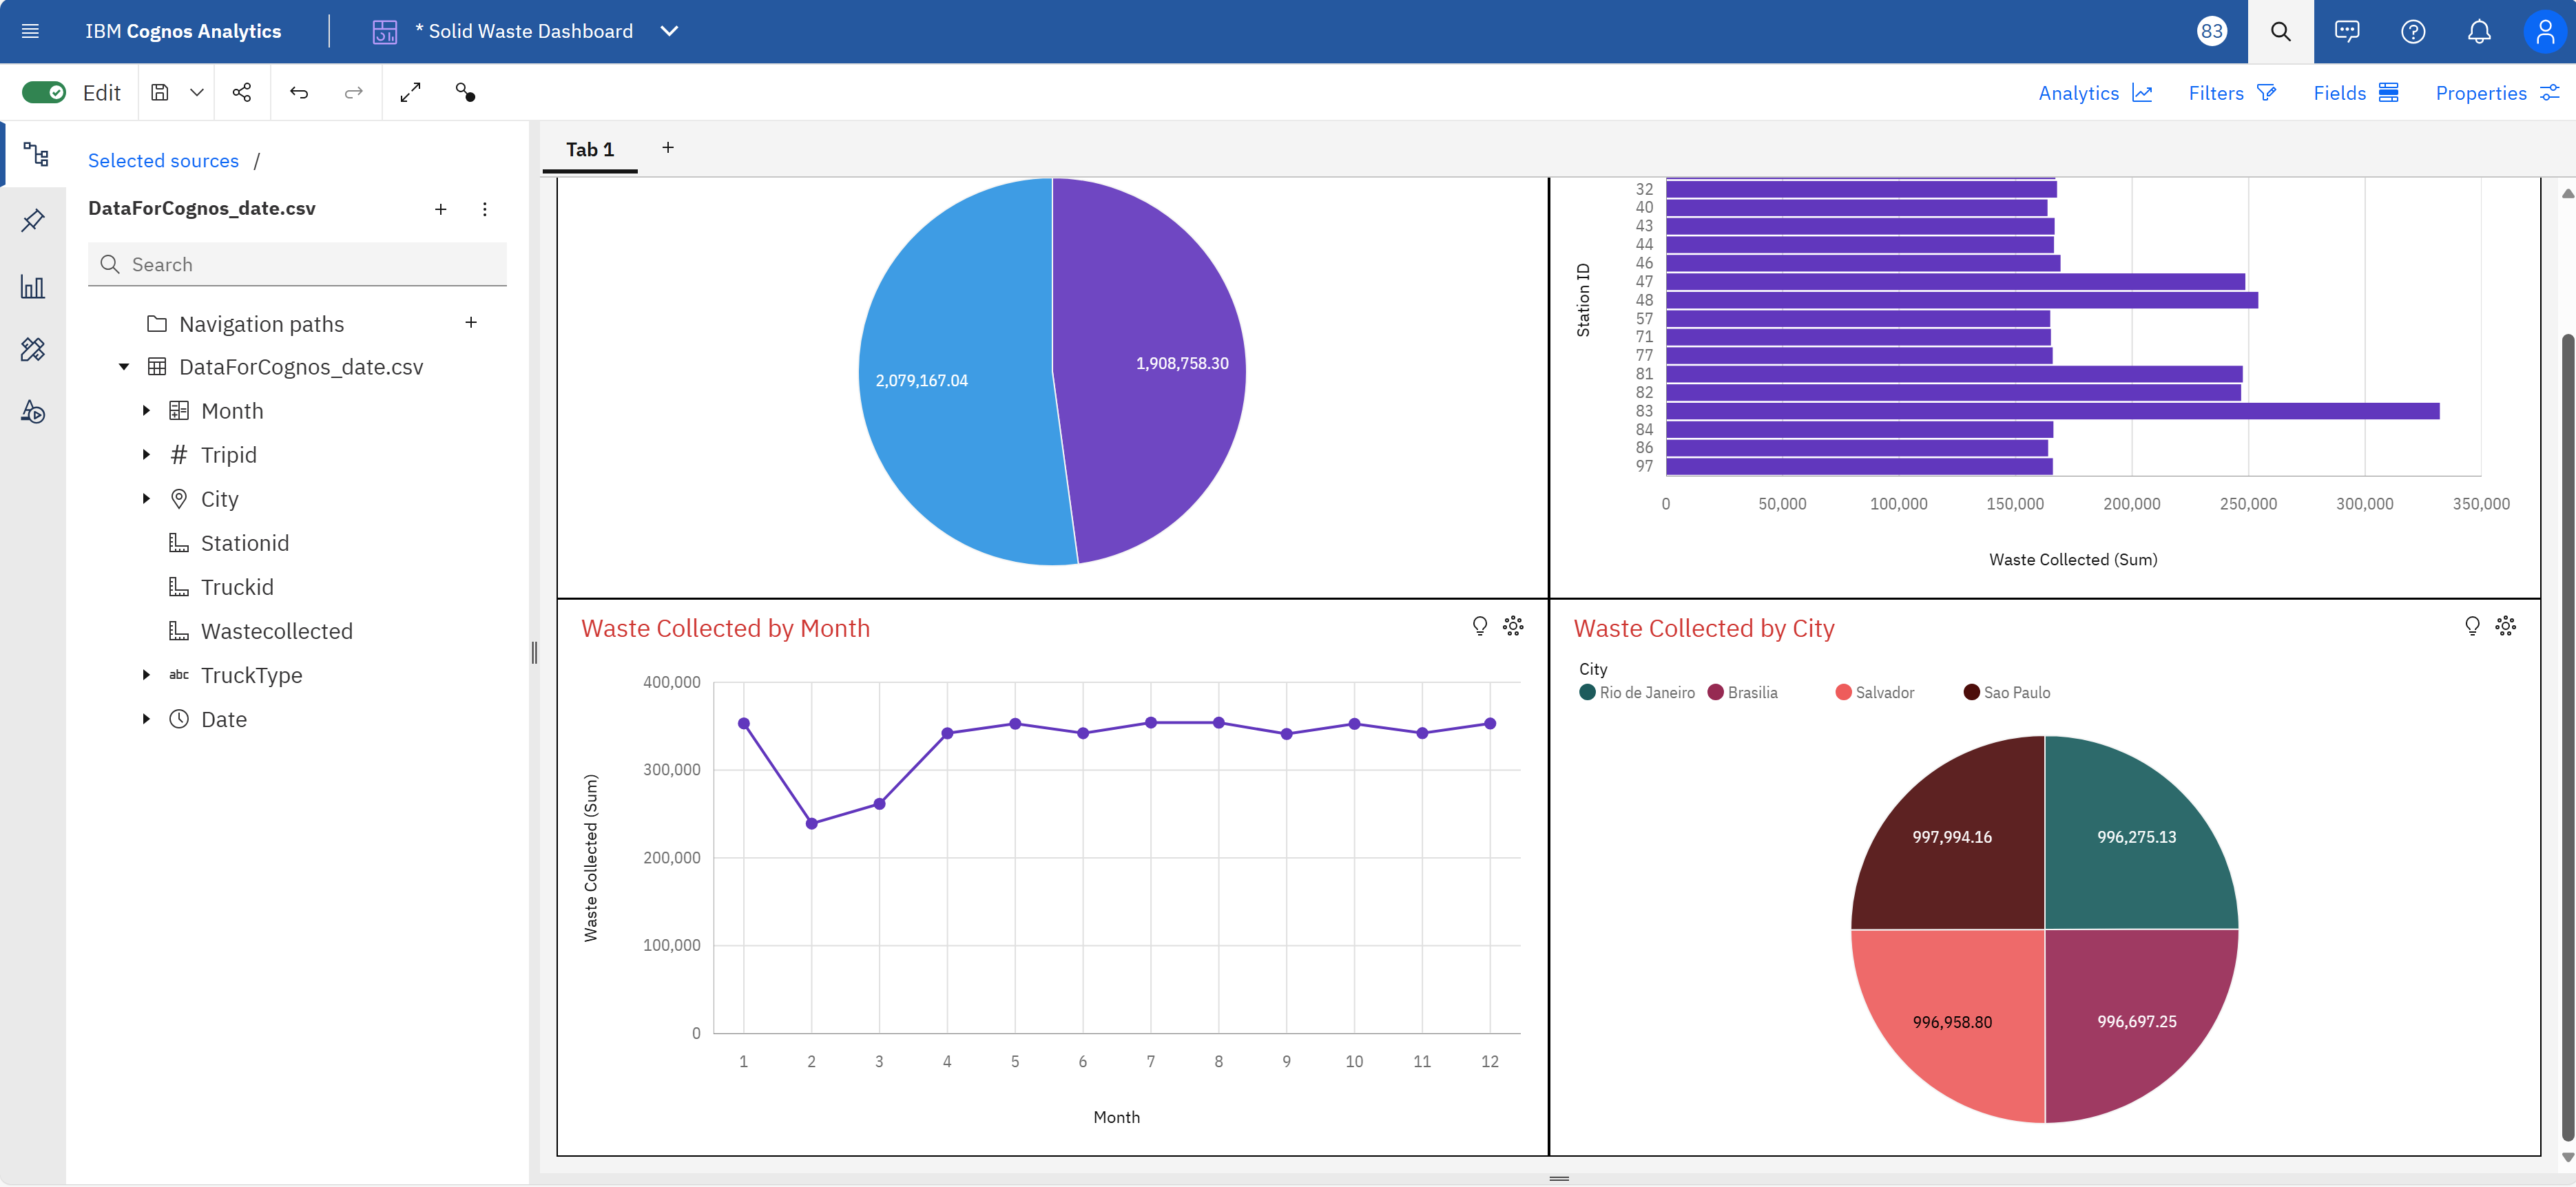 IBM Cognos Analytics
* Solid Waste Dashboard
83
Edit
Analytics
Filters
Fields
Properties
Selected sources /
DataForCognos_date.csv
Search
Navigation paths
DataForCognos_date.csv
Month
# Tripid
City
Stationid
Truckid
Wastecollected
abc TruckType
Date
Tab 1
2,079,167.04
1,908,758.30
Station ID
32
40
43
44
46
47
48
57
71
77
81
82
83
84
86
97
0 50,000 100,000 150,000 200,000 250,000 300,000 350,000
Waste Collected (Sum)
Waste Collected by Month
Waste Collected (Sum)
400,000
300,000
200,000
100,000
0
1 2 3 4 5 6 7 8 9 10 11 12
Month
Waste Collected by City
City
Rio de Janeiro Brasilia Salvador Sao Paulo
997,994.16 996,275.13
996,958.80 996,697.25